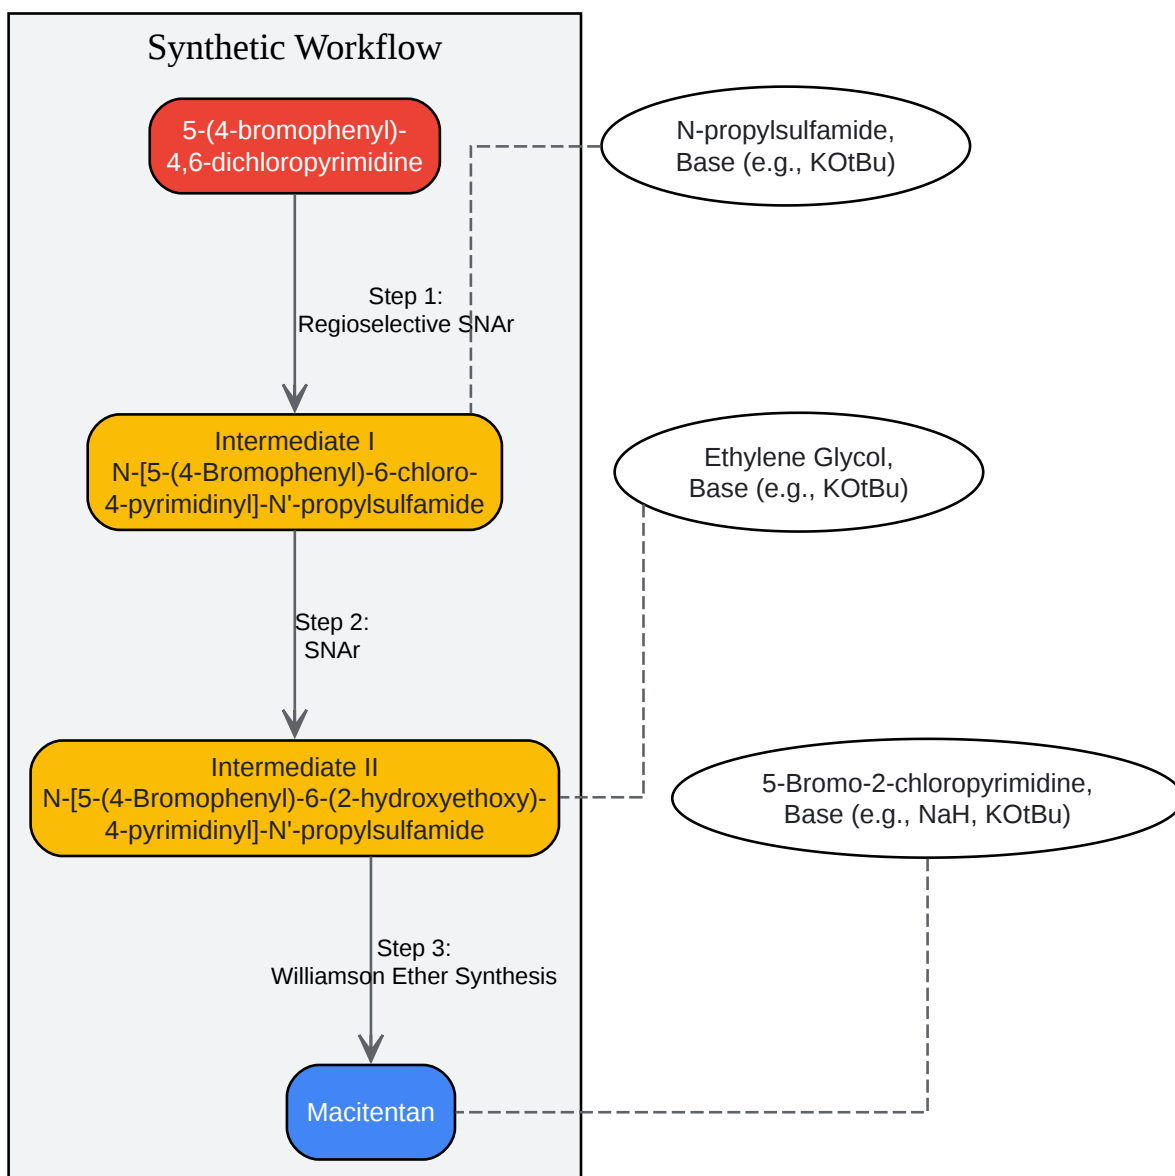 Synthetic Workflow
5-(4-bromophenyl)-
4,6-dichloropyrimidine
N-propylsulfamide,
Base (e.g., KOtBu)
Step 1:
Regioselective SNAr
Intermediate I
N-[5-(4-Bromophenyl)-6-chloro-
4-pyrimidinyl]-N'-propylsulfamide
Ethylene Glycol,
Base (e.g., KOtBu)
Step 2:
SNAr
Intermediate II
N-[5-(4-Bromophenyl)-6-(2-hydroxyethoxy)-
4-pyrimidinyl]-N'-propylsulfamide
5-Bromo-2-chloropyrimidine,
Base (e.g., NaH, KOtBu)
Step 3:
Williamson Ether Synthesis
Macitentan